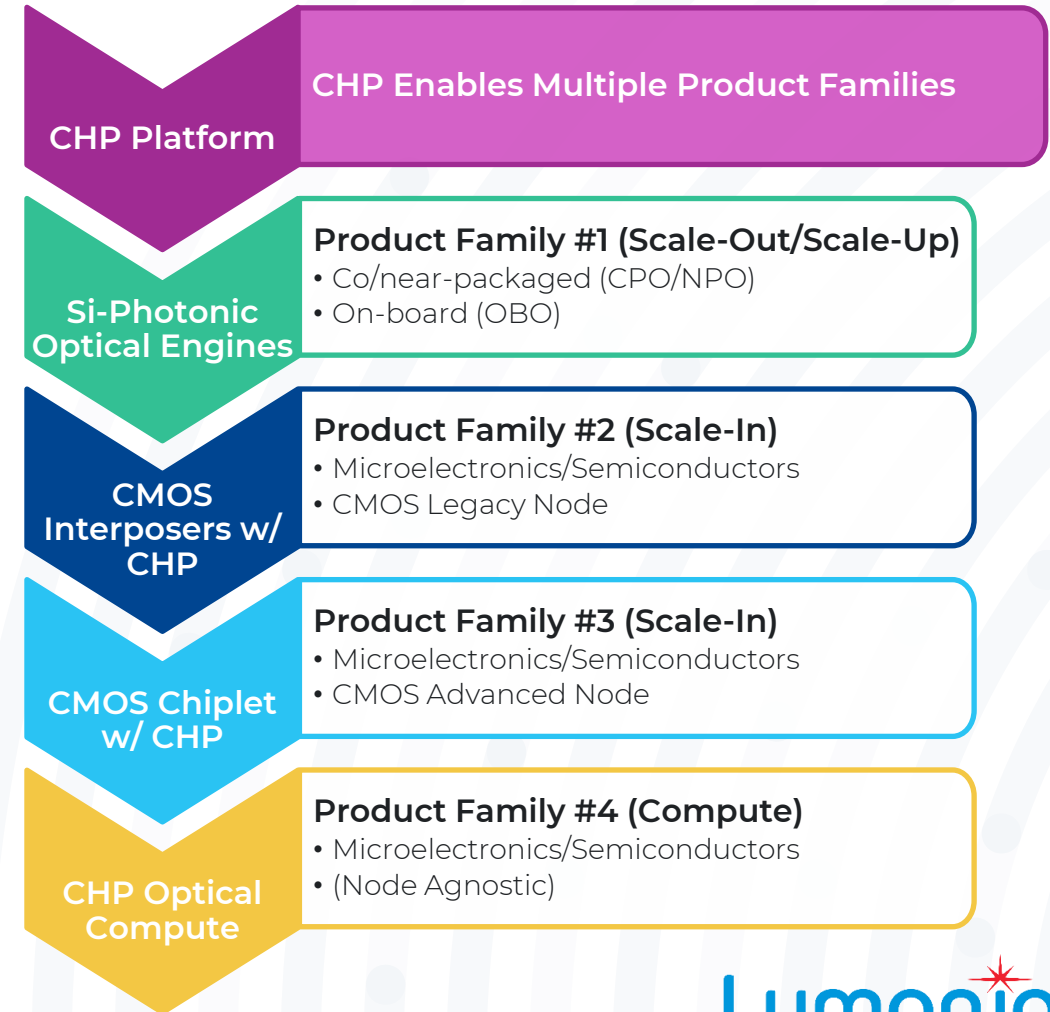 CHP Platform
CHP Enables Multiple Product Families
Si-Photonic
Optical Engines
Product Family #1 (Scale-Out/Scale-Up)
• Co/near-packaged (CPO/NPO)
• On-board (OBO)
CMOS
Interposers w/
CHP
Product Family #2 (Scale-In)
• Microelectronics/Semiconductors
• CMOS Legacy Node
CMOS Chiplet
w/ CHP
Product Family #3 (Scale-In)
• Microelectronics/Semiconductors
• CMOS Advanced Node
CHP Optical
Compute
Product Family #4 (Compute)
• Microelectronics/Semiconductors
• (Node Agnostic)